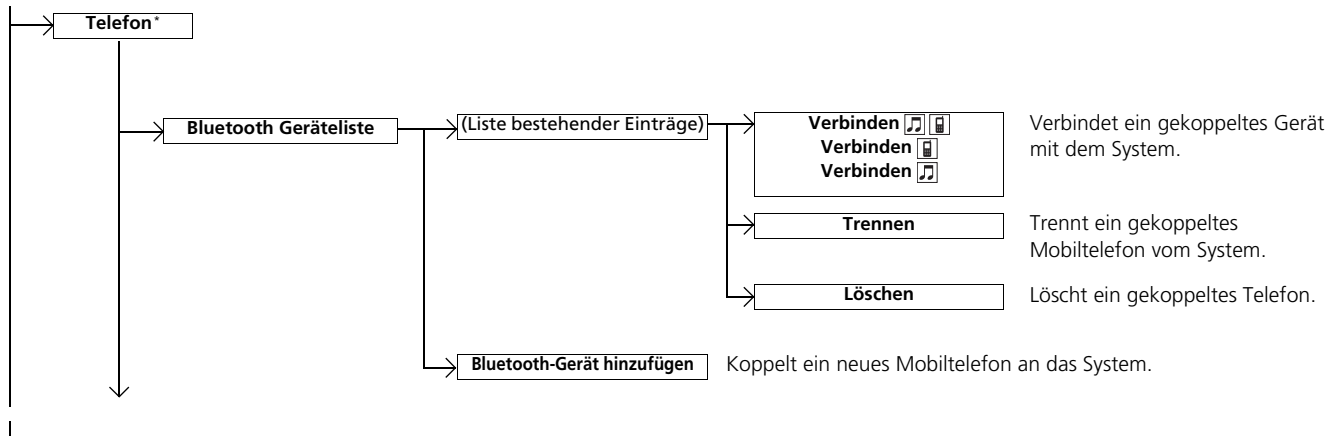 Telefon*
Bluetooth Geräteliste
(Liste bestehender Einträge)
Verbinden
Verbinden
Verbinden
Verbindet ein gekoppeltes Gerät
mit dem System.
Trennen
Trennt ein gekoppeltes
Mobiltelefon vom System.
Löschen
Löscht ein gekoppeltes Telefon.
Bluetooth-Gerät hinzufügen
Koppelt ein neues Mobiltelefon an das System.